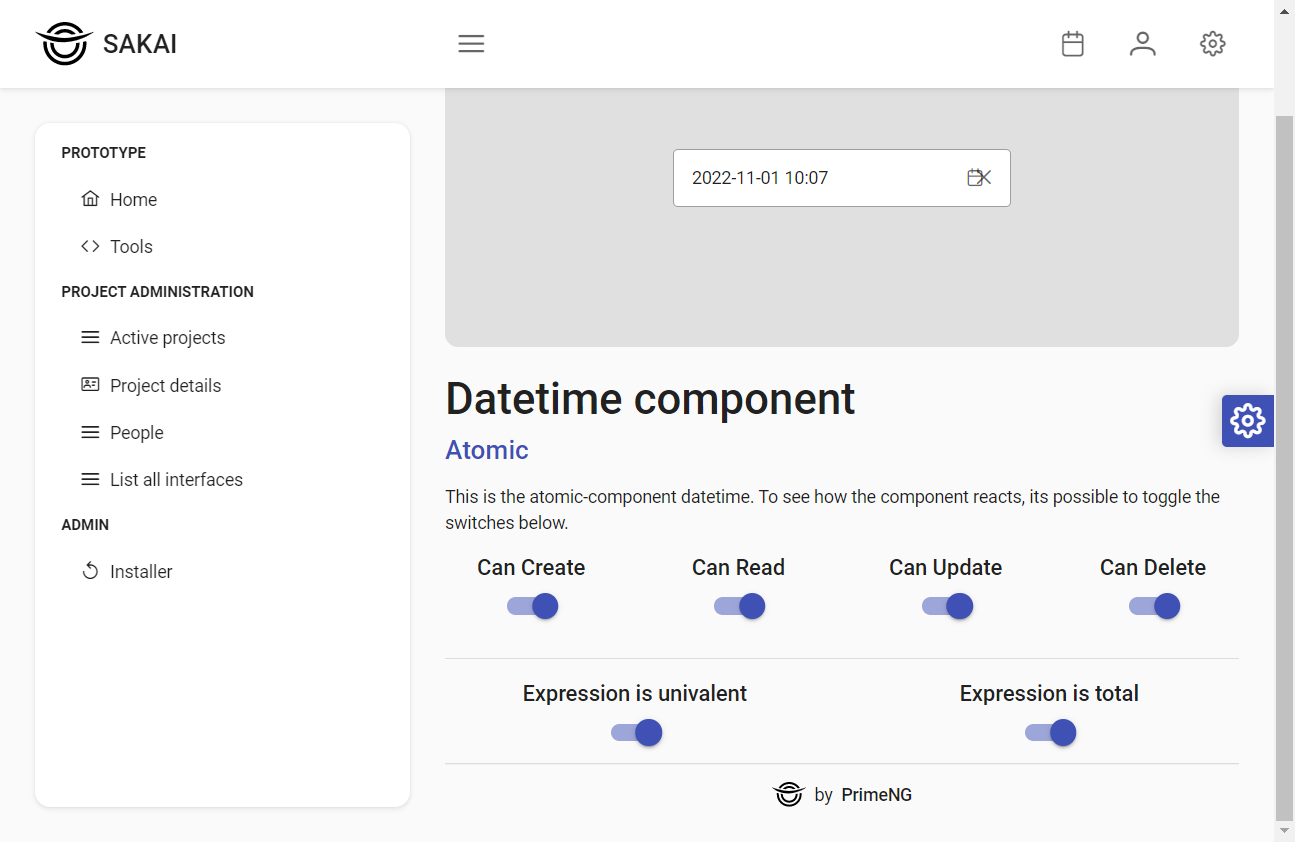 SAKAI
PROTOTYPE
Home
Tools
PROJECT ADMINISTRATION
Active projects
Project details
People
List all interfaces
ADMIN
Installer
2022-11-01 10:07
Datetime component
Atomic
This is the atomic-component datetime. To see how the component reacts, its possible to toggle the
switches below.
Can Create Can Read Can Update Can Delete
Expression is univalent Expression is total
by PrimeNG